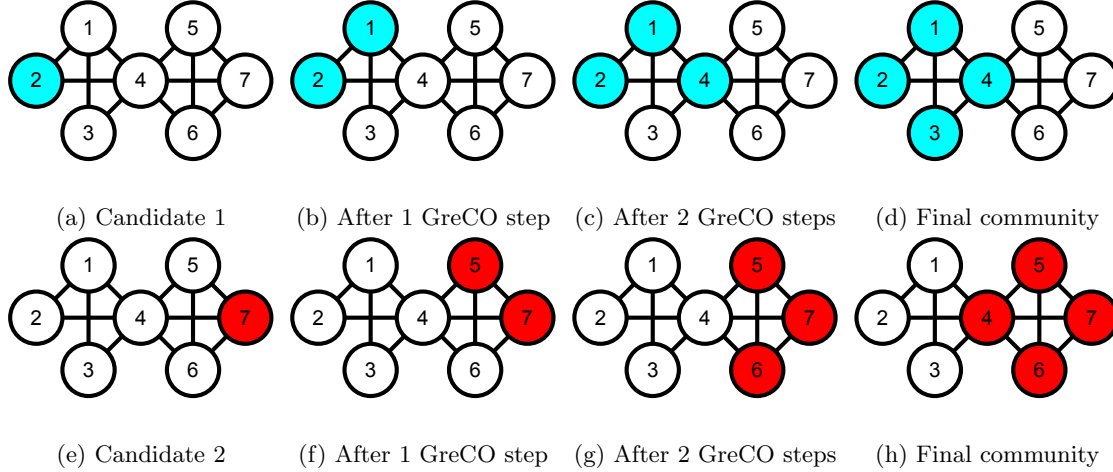 1 5 1 5 1 5 1 5
2 4 7 2 4 7 2 4 7 2 4 7
3 6 3 6 3 6 3 6
(a) Candidate 1 (b) After 1 GreCO step (c) After 2 GreCO steps (d) Final community
1 5 1 5 1 5 1 5
2 4 7 2 4 7 2 4 7 2 4 7
3 6 3 6 3 6 3 6
(e) Candidate 2 (f) After 1 GreCO step (g) After 2 GreCO steps (h) Final community